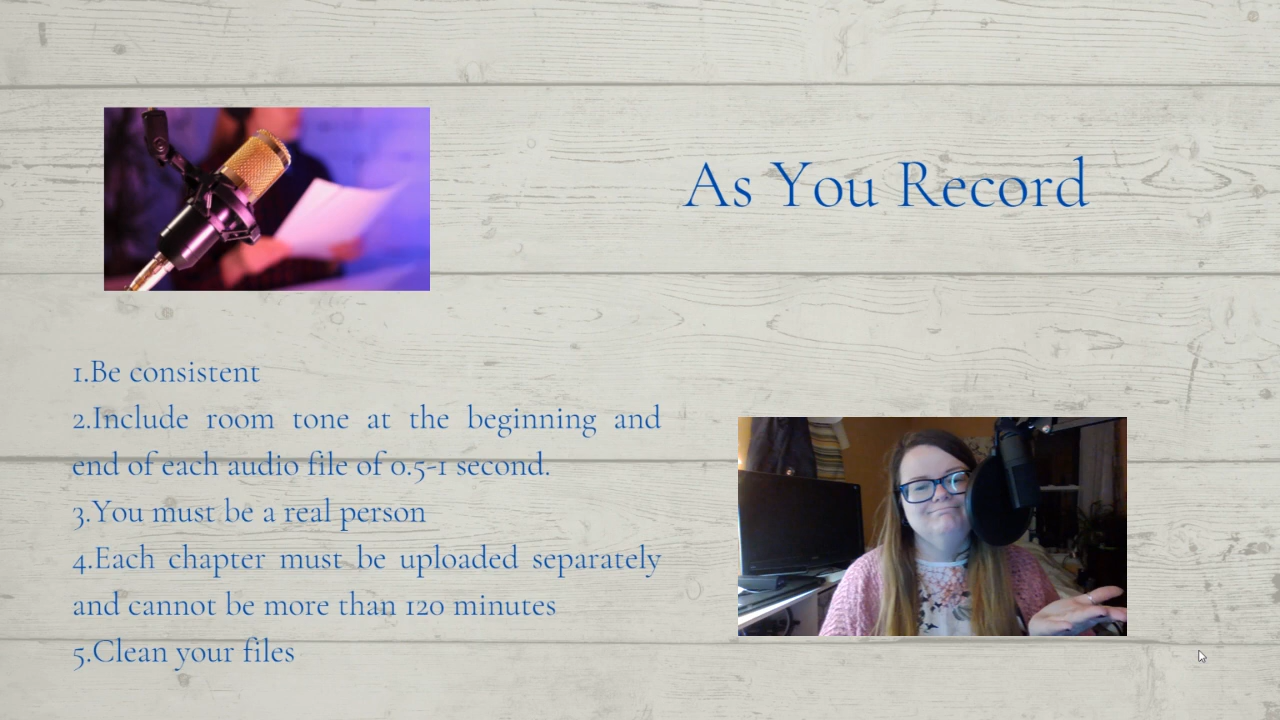 As You Record
1.Be consistent
2.Include room tone at the beginning and
end of each audio file of 0.5-1 second.
3.You must be a real person
4.Each chapter must be uploaded separately
and cannot be more than 120 minutes
5.Clean your files